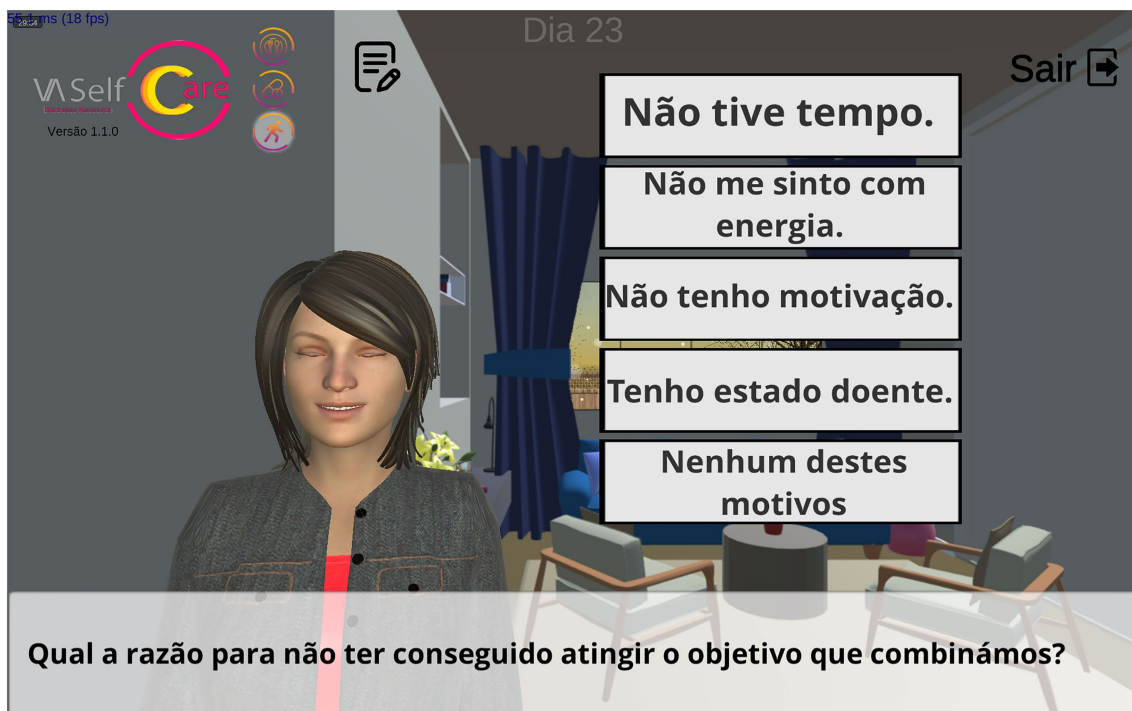 55.1 ms (18 fps)
Dia 23
Sair
VASelf Care
Versão 1.1.0
Não tive tempo.
Não me sinto com
energia.
Não tenho motivação.
Tenho estado doente.
Nenhum destes
motivos
Qual a razão para não ter conseguido atingir o objetivo que combinámos?